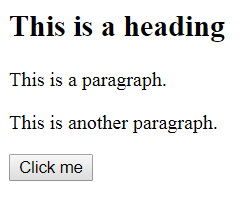 This is a heading
This is a paragraph.
This is another paragraph.
Click me